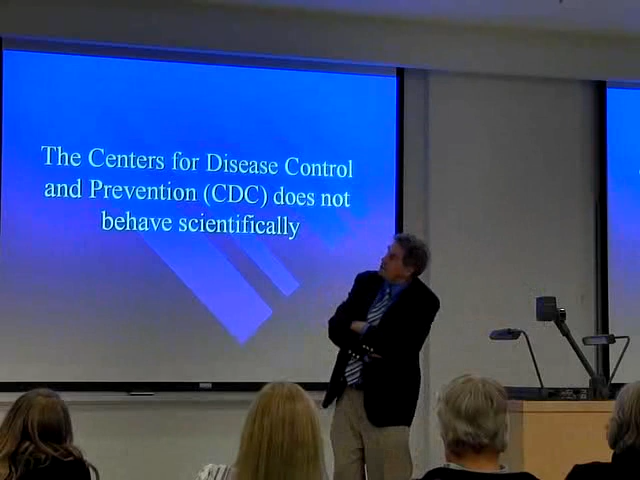 The Centers for Disease Control
and Prevention (CDC) does not
behave scientifically